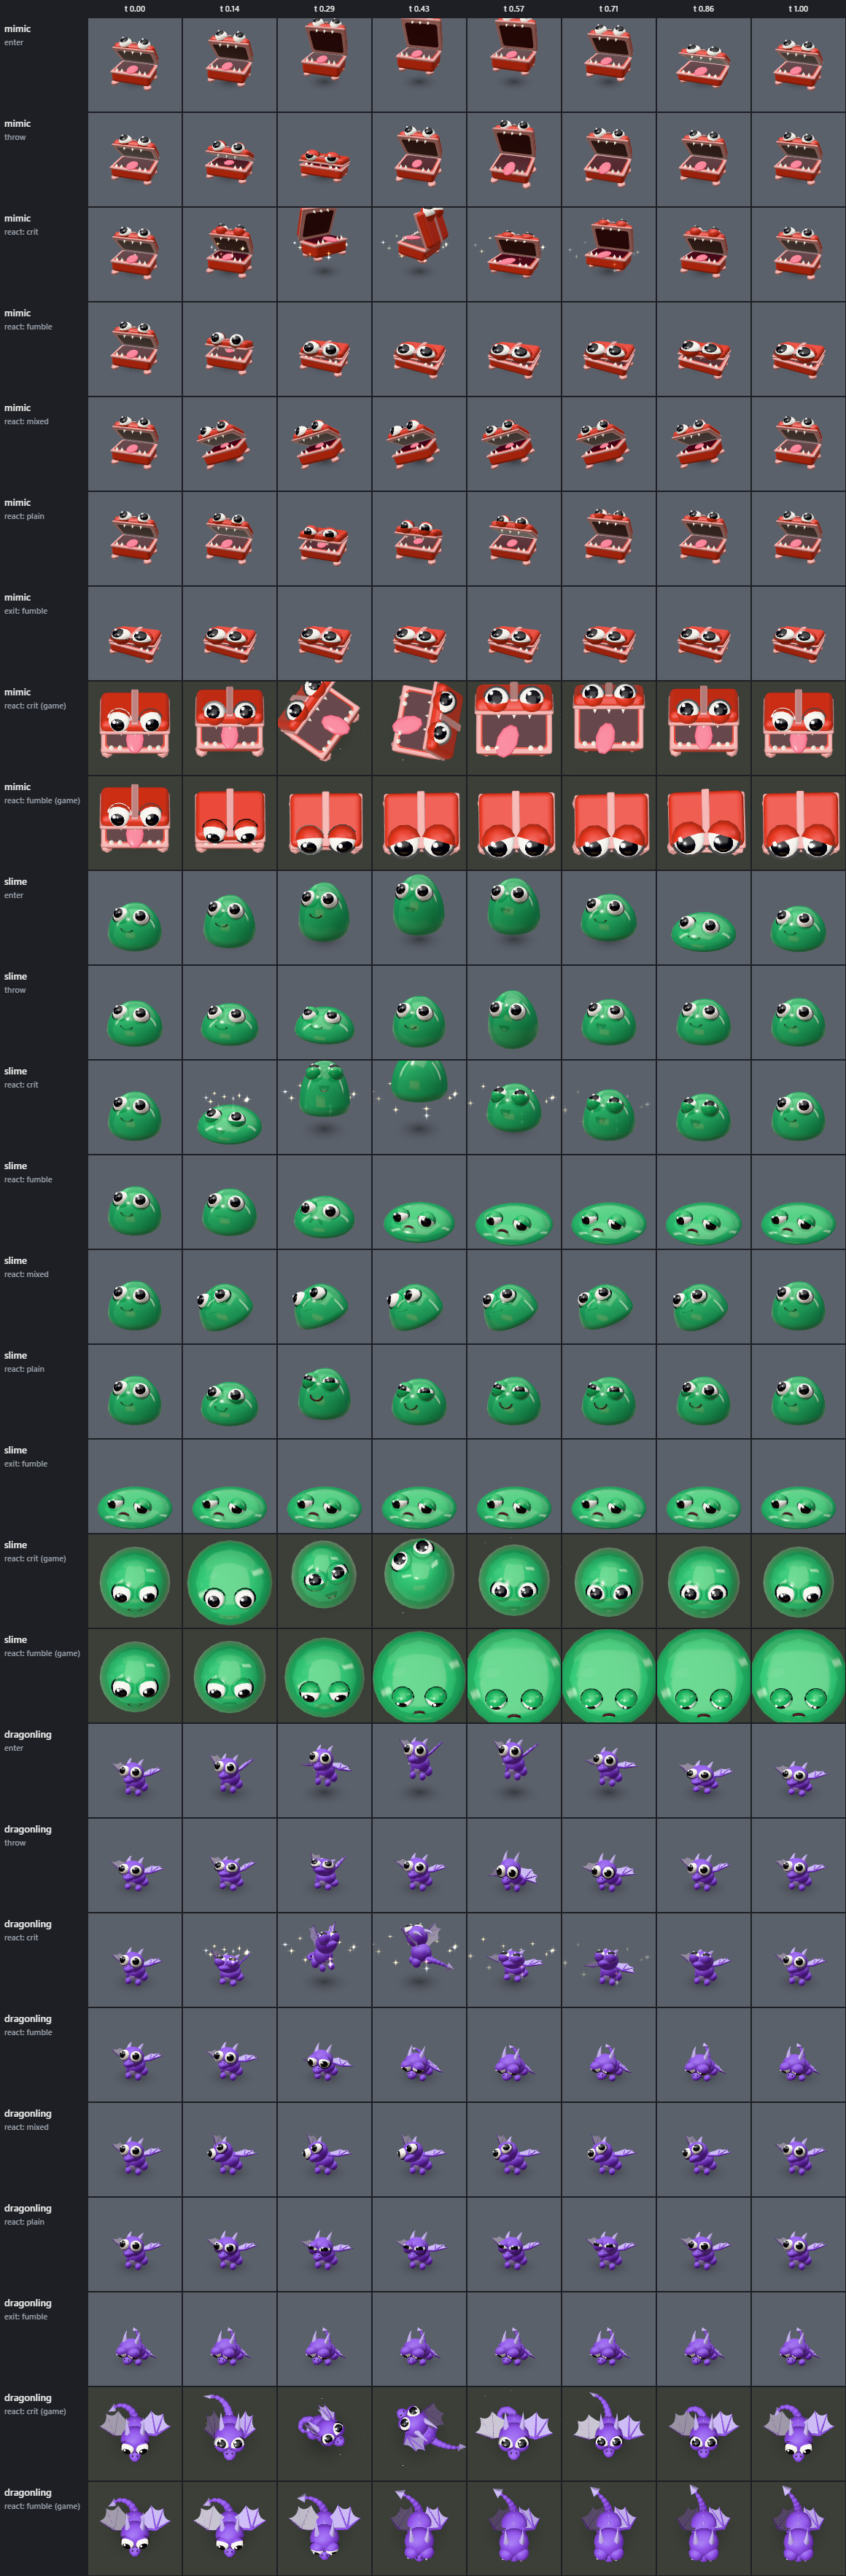 t 0.00 t 0.14 t 0.29 t 0.43 t 0.57 t 0.71 t 0.86 t 1.00
mimic
enter
mimic
throw
mimic
react: crit
mimic
react: fumble
mimic
react: mixed
mimic
react: plain
mimic
exit: fumble
mimic
react: crit (game)
mimic
react: fumble (game)
slime
enter
slime
throw
slime
react: crit
slime
react: fumble
slime
react: mixed
slime
react: plain
slime
exit: fumble
slime
react: crit (game)
slime
react: fumble (game)
dragonling
enter
dragonling
throw
dragonling
react: crit
dragonling
react: fumble
dragonling
react: mixed
dragonling
react: plain
dragonling
exit: fumble
dragonling
react: crit (game)
dragonling
react: fumble (game)